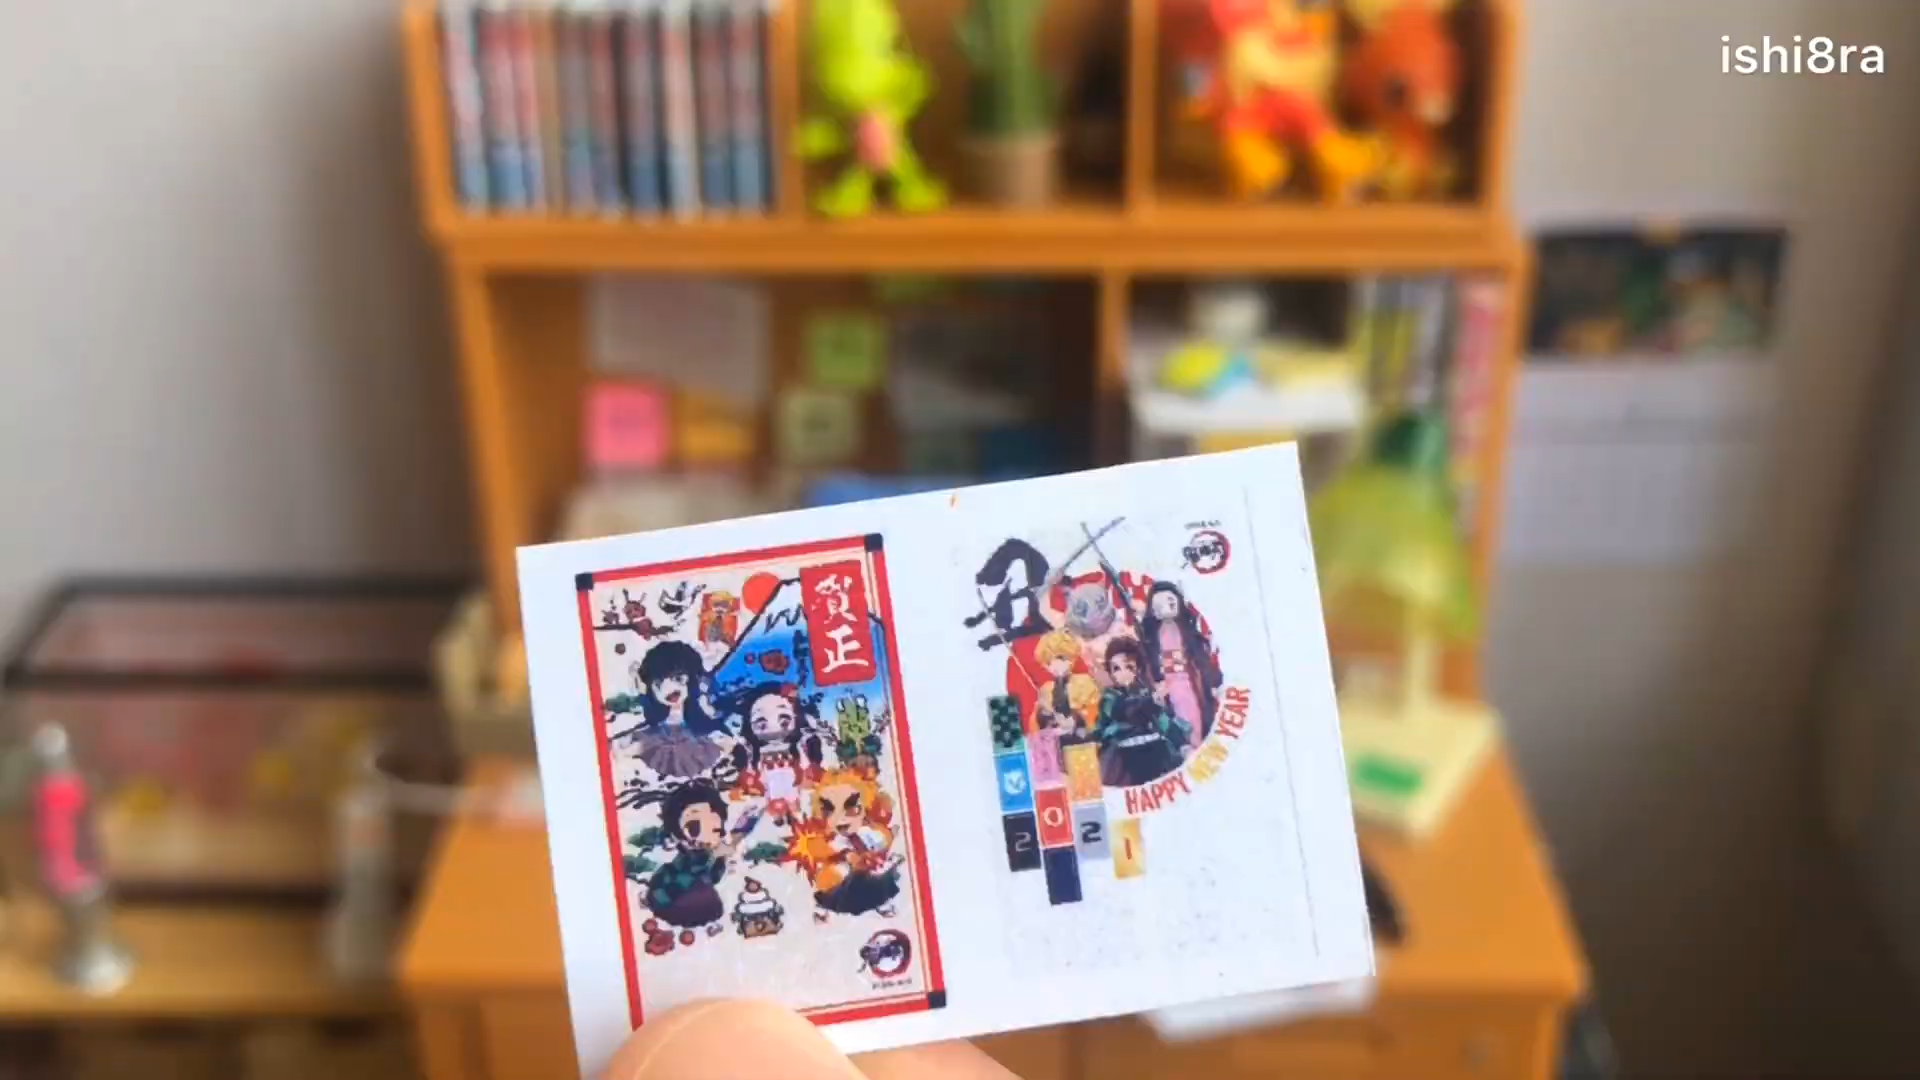 ishi8ra
賀
正
丑
HAPPY NEW YEAR
2 0 2 1